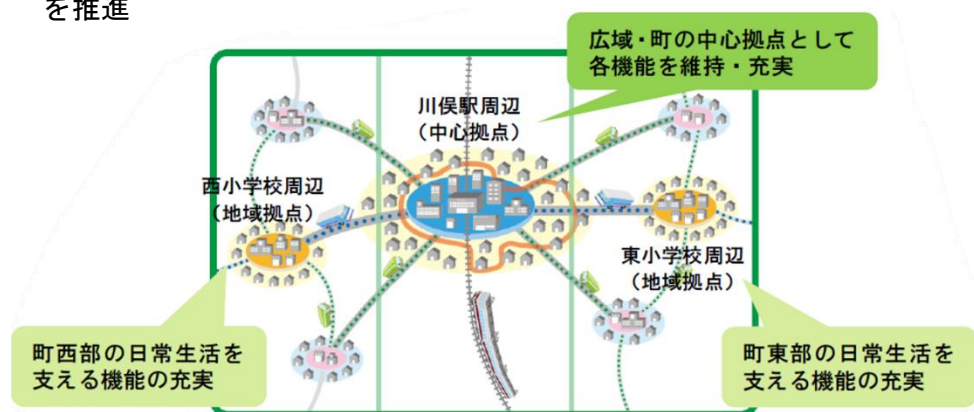 を推進
広域・町の中心拠点として
各機能を維持・充実
川俣駅周辺
（中心拠点）
西小学校周辺
（地域拠点）
東小学校周辺
（地域拠点）
町西部の日常生活を
支える機能の充実
町東部の日常生活を
支える機能の充実